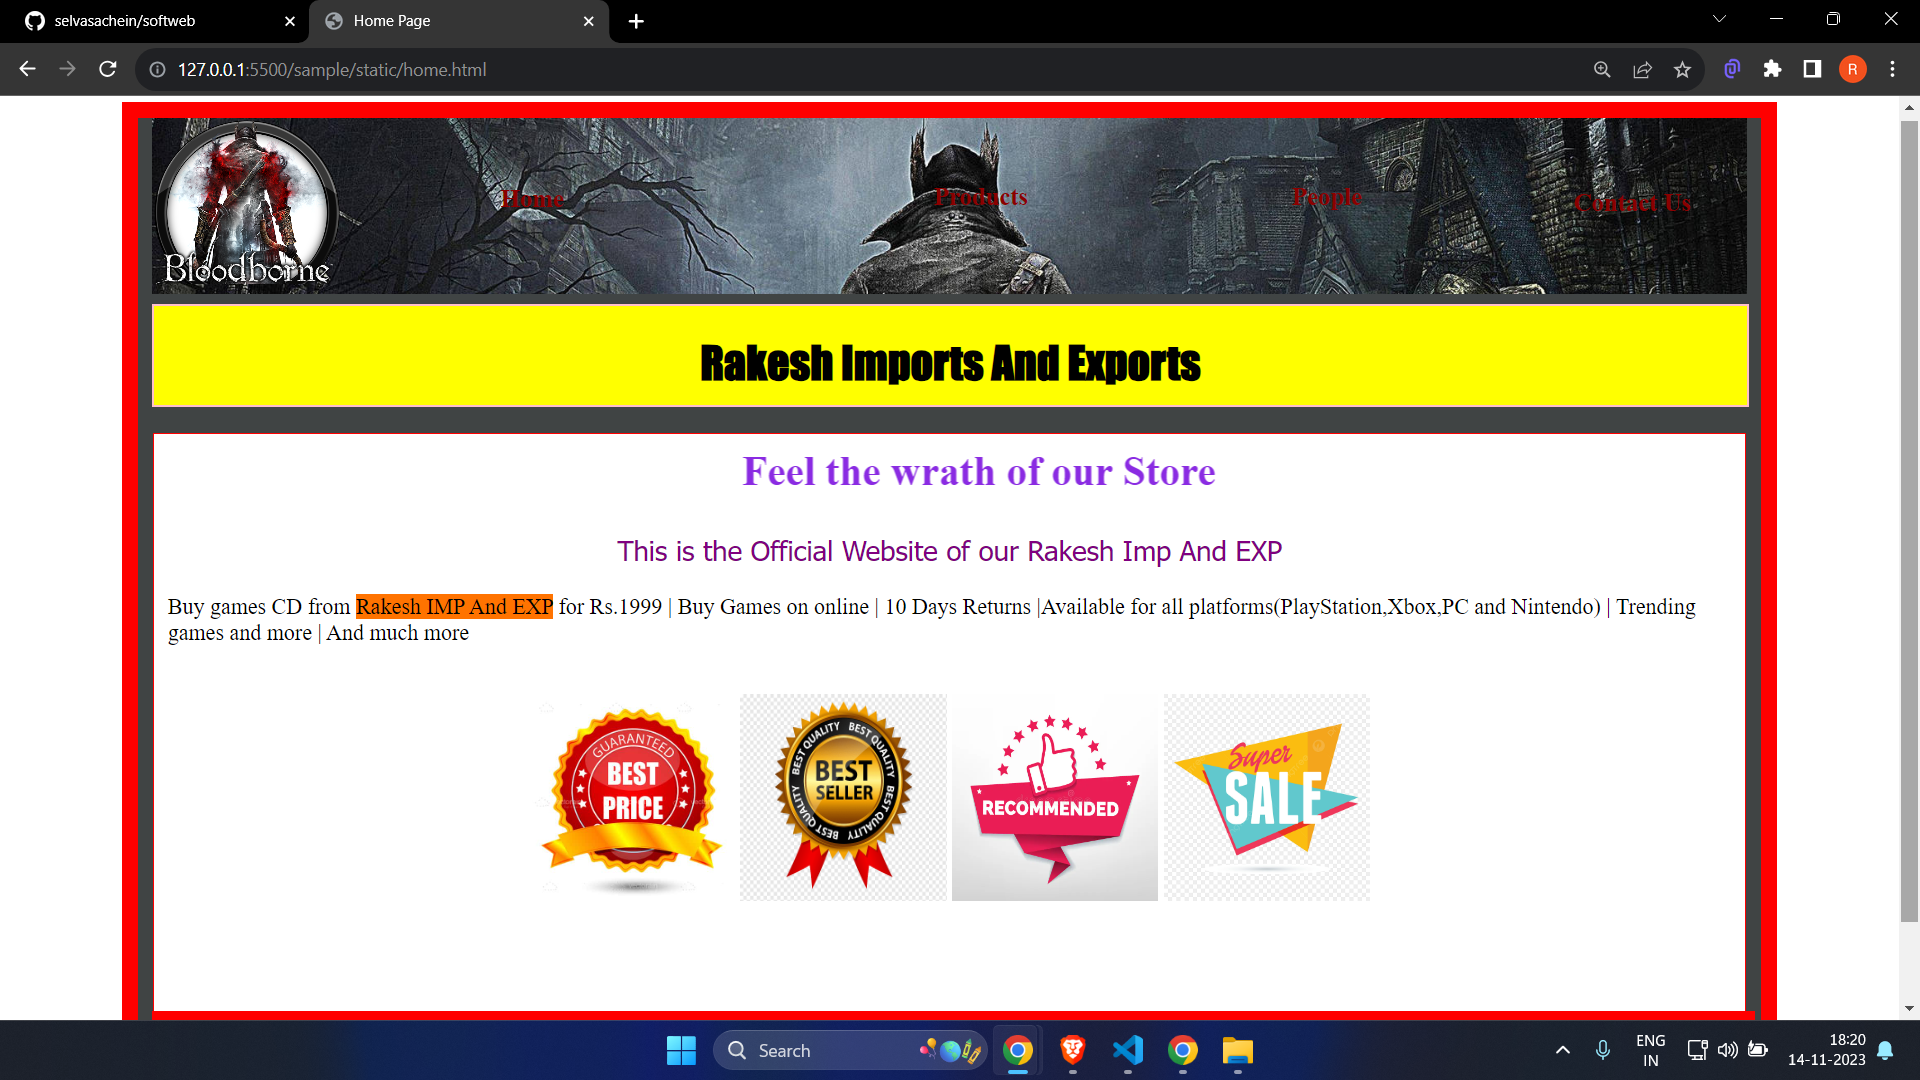 selvasachein/softweb
Home Page
127.0.0.1:5500/sample/static/home.html
R
Bloodborne
Home
Products
People
Contact Us
Rakesh Imports And Exports
Feel the wrath of our Store
This is the Official Website of our Rakesh Imp And EXP
Buy games CD from Rakesh IMP And EXP for Rs.1999 | Buy Games on online | 10 Days Returns |Available for all platforms(PlayStation,Xbox,PC and Nintendo) | Trending
games and more | And much more
GUARANTEED
BEST
PRICE
BEST QUALITY BEST QUALITY BEST QUALITY BEST QUALITY
BEST
SELLER
RECOMMENDED
Super
SALE
Search
ENG
IN
18:20
14-11-2023